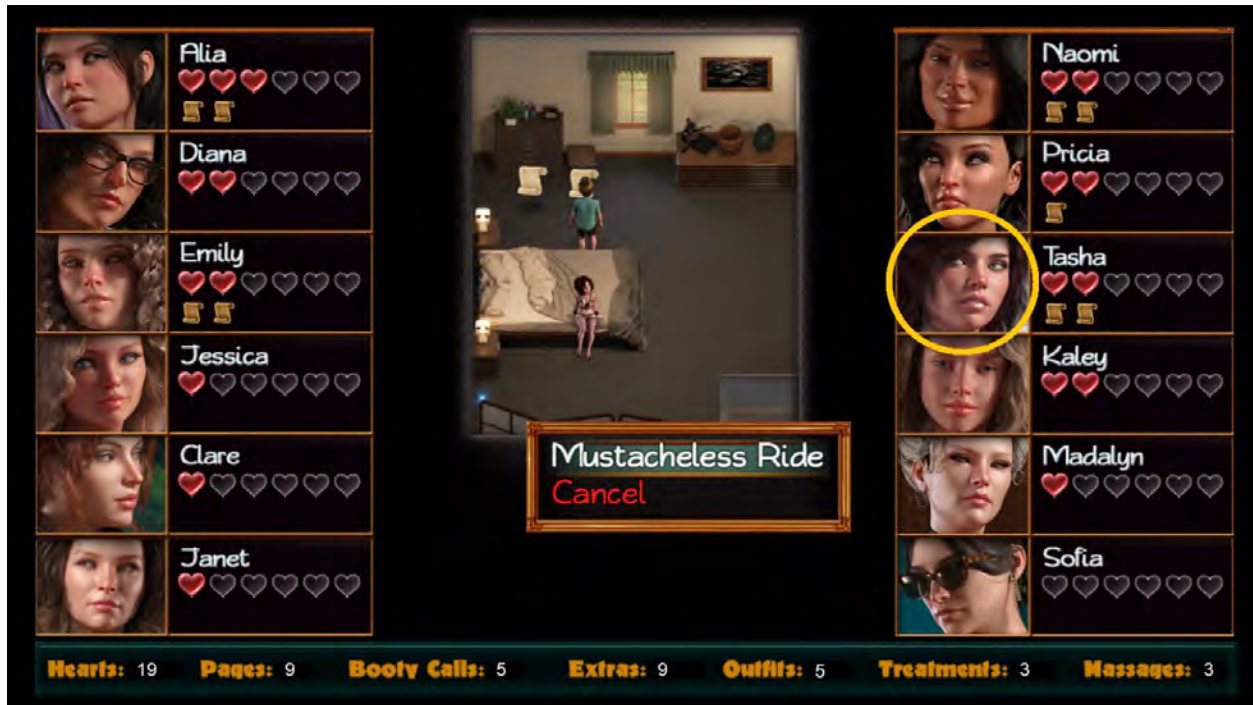 Alia
Diana
Emily
Jessica
Clare
Janet
Mustacheless Ride
Cancel
Naomi
Pricia
Tasha
Kaley
Madalyn
Sofia
Hearts: 19 Pages: 9 Booty Calls: 5 Extras: 9 Outfits: 5 Treatments: 3 Massages: 3